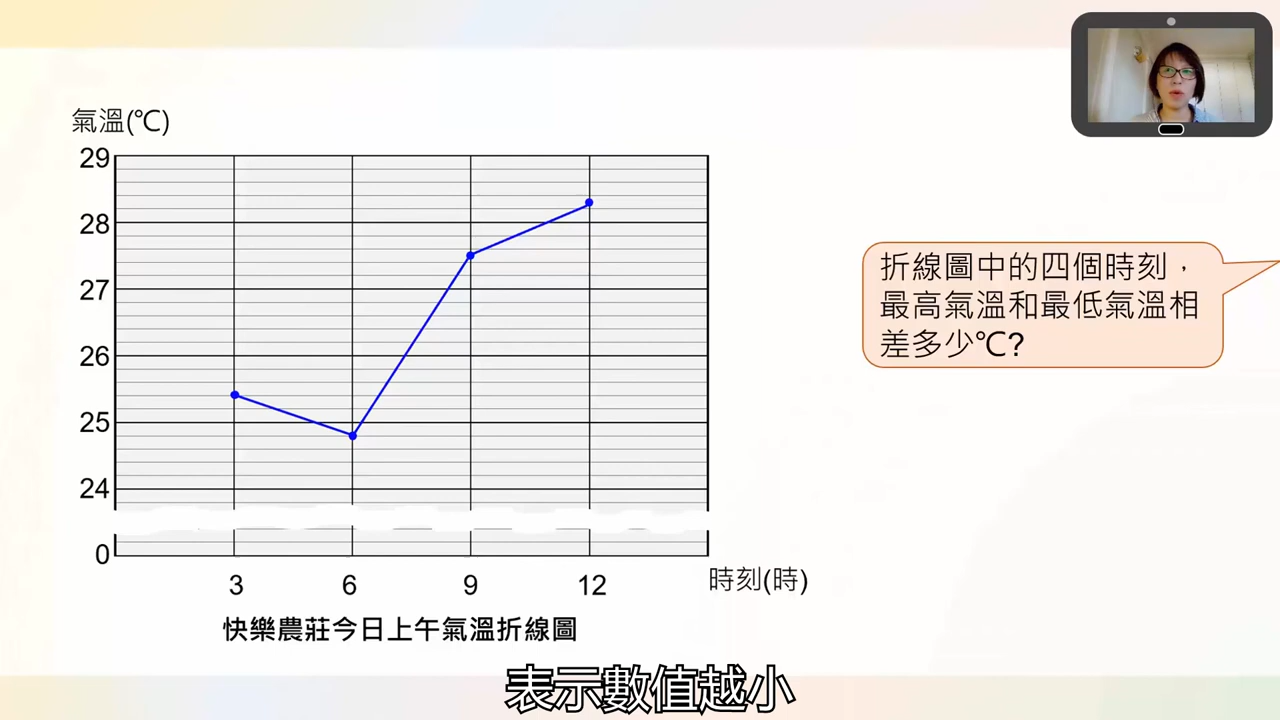 氣溫(℃)
29
28
27
26
25
24
0
3 6 9 12
時刻(時)
快樂農莊今日上午氣溫折線圖
折線圖中的四個時刻，
最高氣溫和最低氣溫相
差多少℃?
表示數值越小